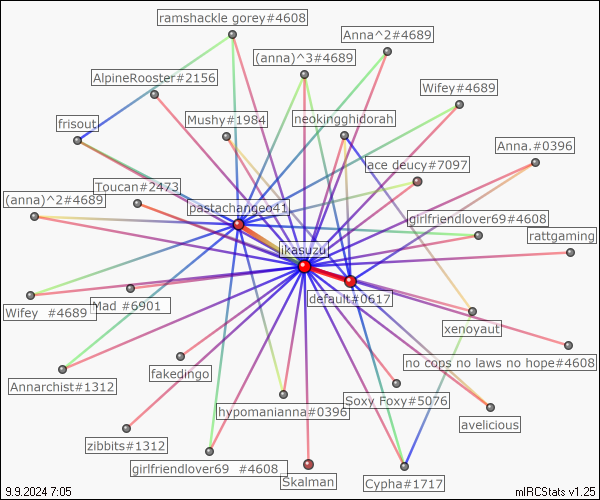 ramshackle gorey#4608
Anna^2#4689
(anna)^3#4689
AlpineRooster#2156
Wifey#4689
Mushy#1984
neokingghidorah
frisout
Anna.#0396
ace deucy#7097
Toucan#2473
(anna)^2#4689
pastachangeo41
girlfriendlover69#4608
rattgaming
ikasuzu
default#0617
Wifey  #4689
Mad #6901
xenoyaut
no cops no laws no hope#4608
fakedingo
Annarchist#1312
Soxy Foxy#5076
hypomanianna#0396
avelicious
zibbits#1312
girlfriendlover69  #4608
Skalman
Cypha#1717
9.9.2024 7:05
mIRCStats v1.25